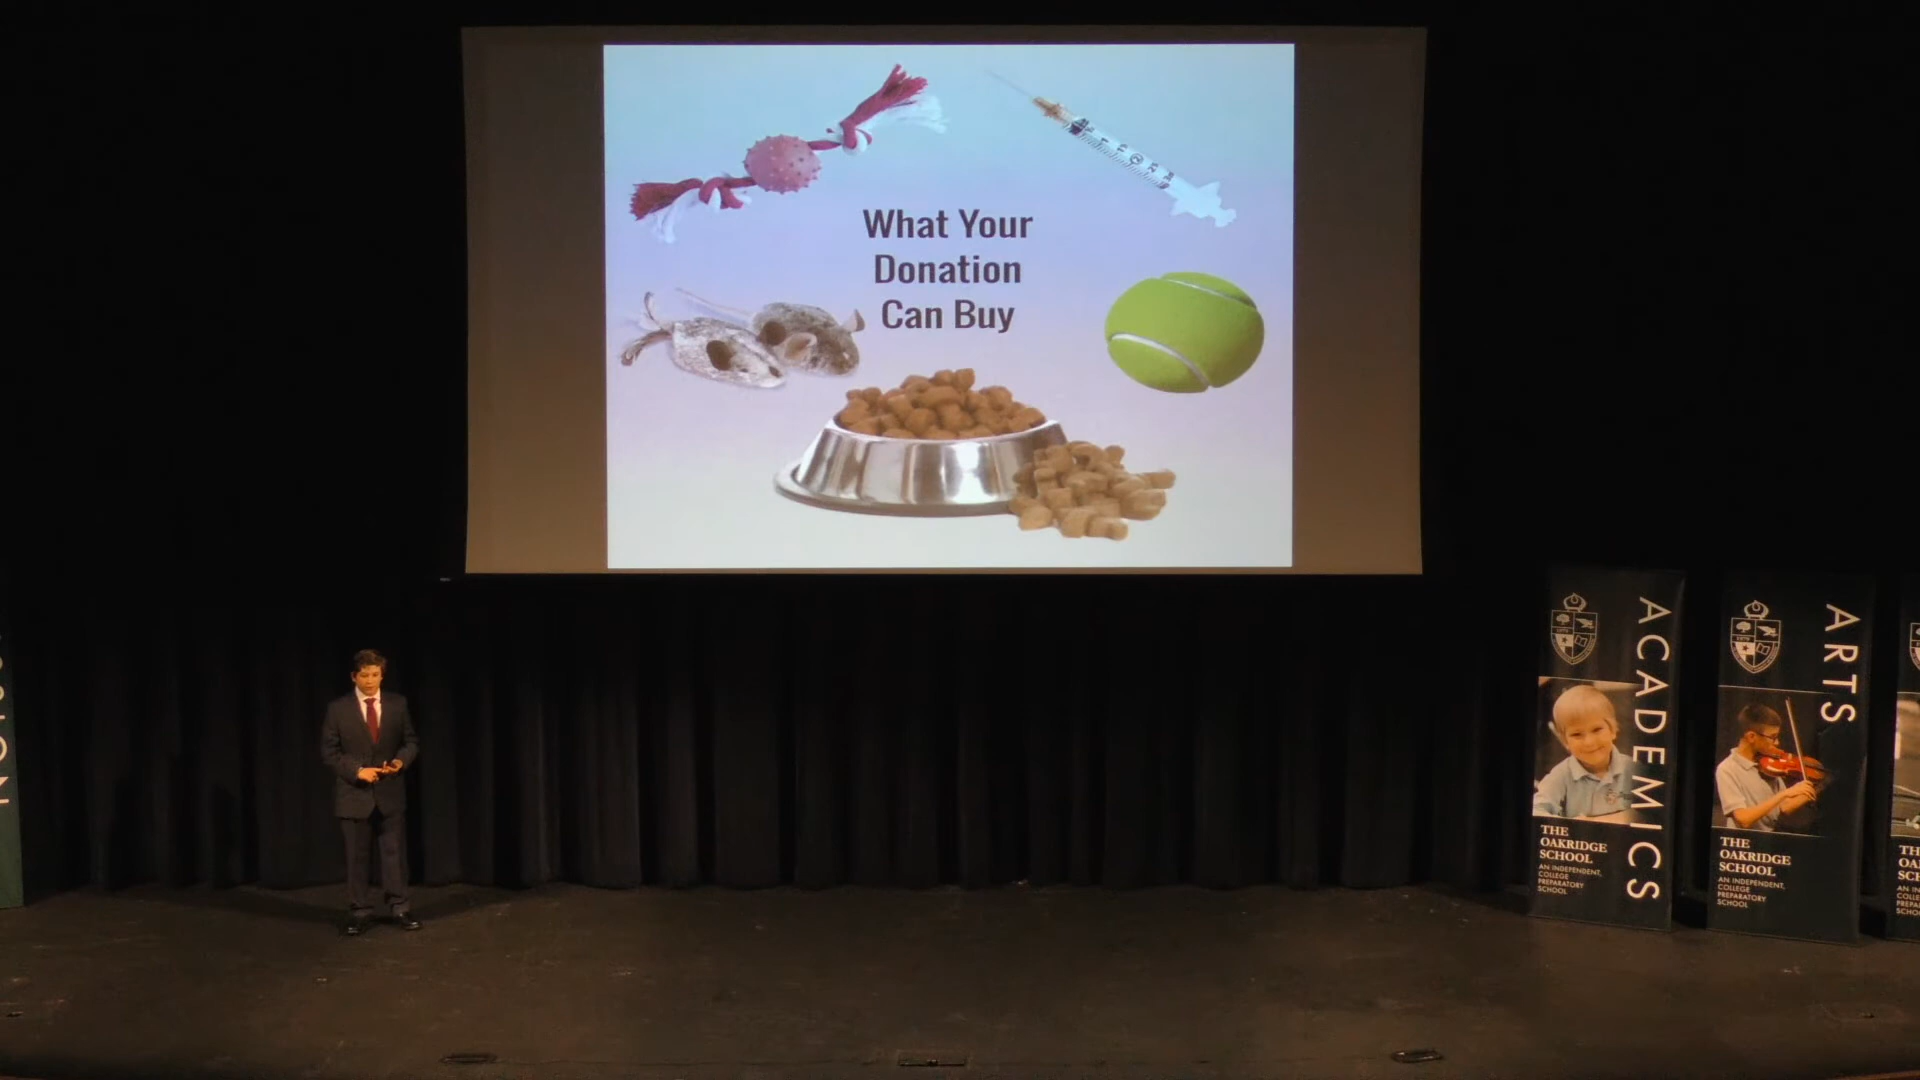 What Your
Donation
Can Buy
ACADEMICS
THE
OAKRIDGE
SCHOOL
AN INDEPENDENT,
COLLEGE
PREPARATORY
SCHOOL
ARTS
THE
OAKRIDGE
SCHOOL
AN INDEPENDENT,
COLLEGE
PREPARATORY
SCHOOL